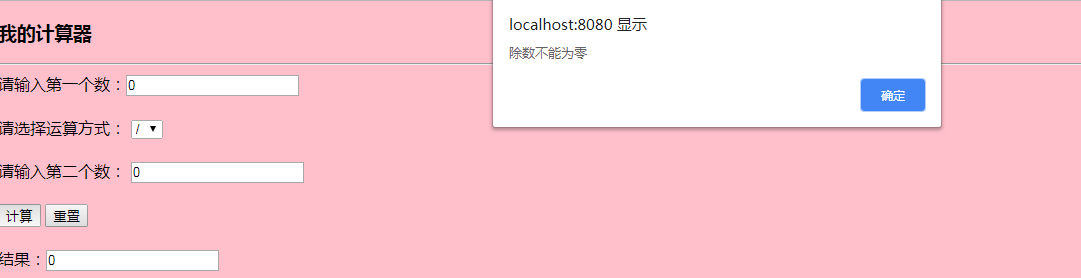 我的计算器
localhost:8080 显示
除数不能为零
确定
请输入第一个数：0
请选择运算方式： /
请输入第二个数： 0
计算 重置
结果：0